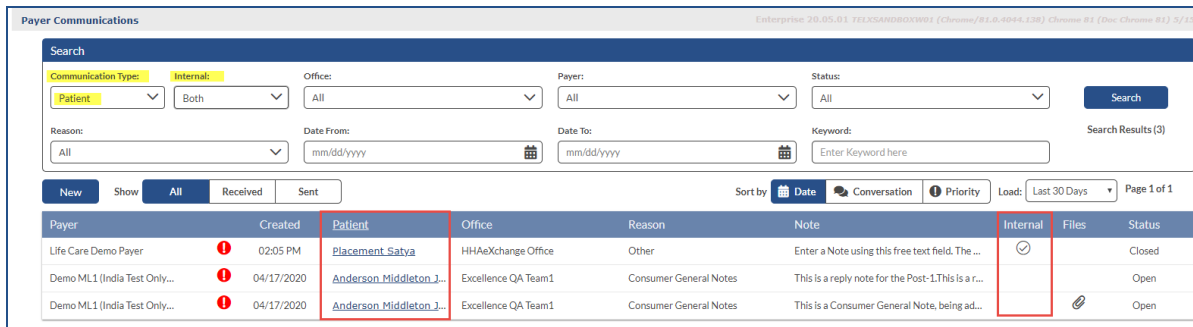 Payer Communications Enterprise 20.05.01 TELXSANDBOXW01 (Chrome/81.0.4044.138) Chrome 81 (Doc Chrome 81) 5/15
Search
Communication Type: Internal: Office: Payer: Status:
Patient Both All All All Search
Reason: Date From: Date To: Keyword: Search Results (3)
All mm/dd/yyyy mm/dd/yyyy Enter Keyword here
New Show All Received Sent Sort by Date Conversation Priority Load: Last 30 Days Page 1 of 1
Payer Created Patient Office Reason Note Internal Files Status
Life Care Demo Payer 02:05 PM Placement Satya HHAeXchange Office Other Enter a Note using this free text field. The ... Closed
Demo ML1 (India Test Only... 04/17/2020 Anderson Middleton J... Excellence QA Team1 Consumer General Notes This is a reply note for the Post-1.This is a r... Open
Demo ML1 (India Test Only... 04/17/2020 Anderson Middleton J... Excellence QA Team1 Consumer General Notes This is a Consumer General Note, being ad... Open